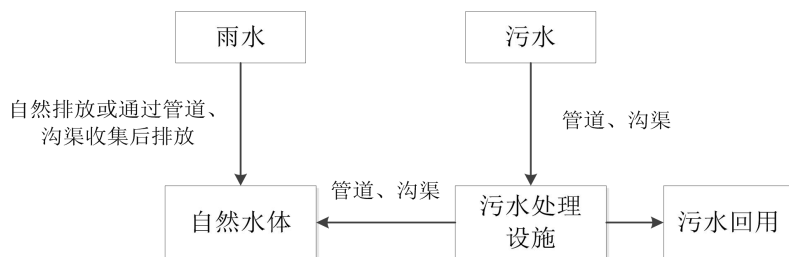 雨水
污水
自然排放或通过管道、
沟渠收集后排放
管道、沟渠
管道、沟渠
自然水体
污水处理
设施
污水回用